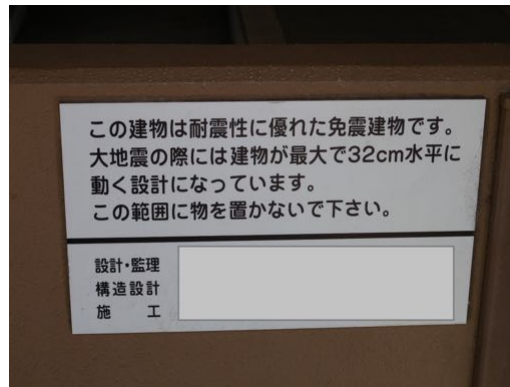 この建物は耐震性に優れた免震建物です。
大地震の際には建物が最大で32cm水平に
動く設計になっています。
この範囲に物を置かないで下さい。
設計・監理
構造設計
施　工